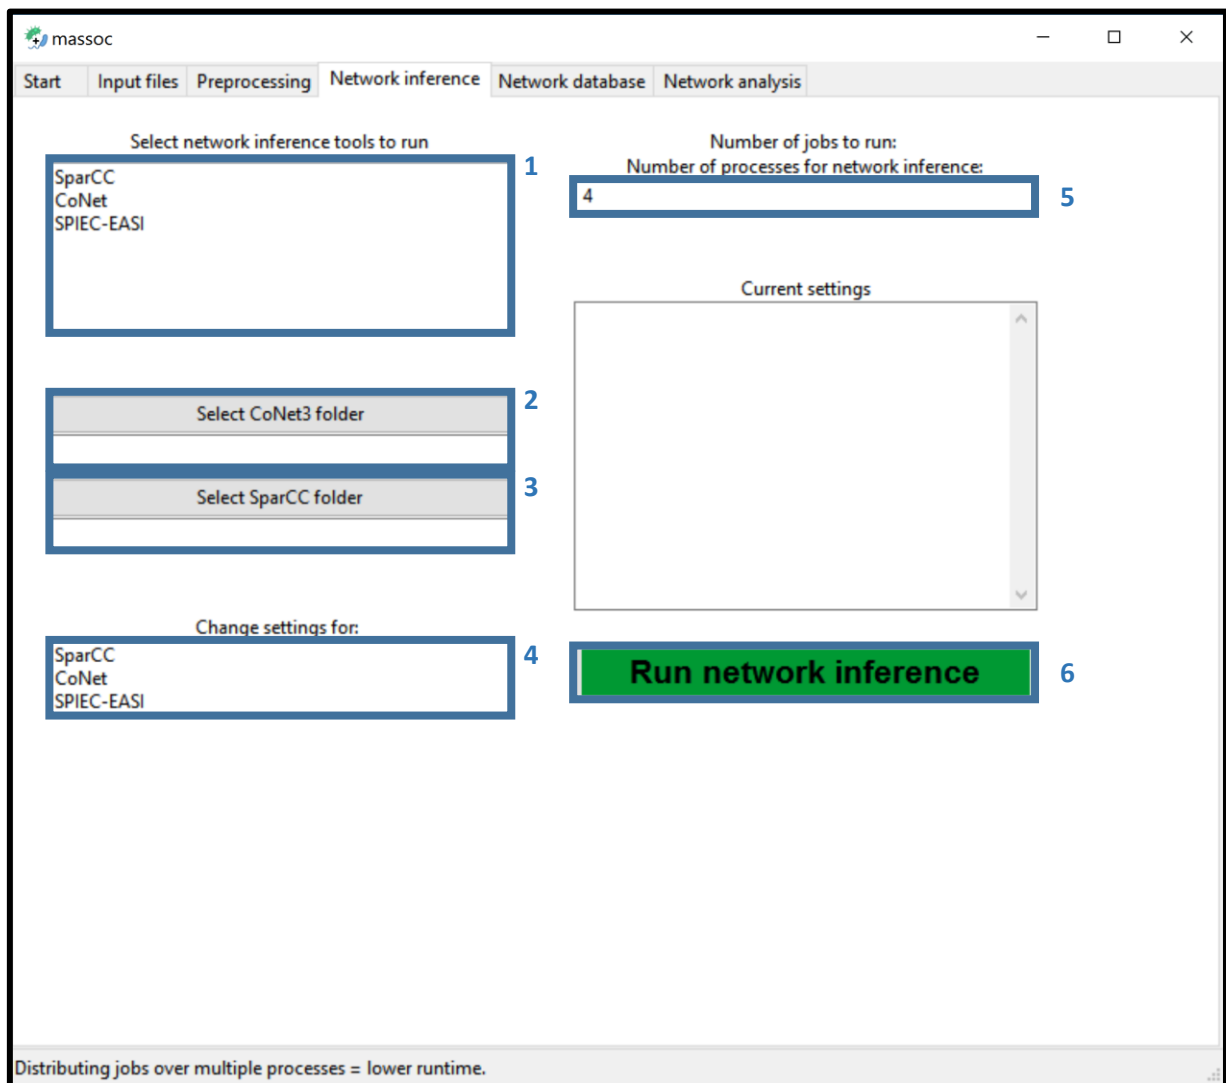 massoc
Start Input files Preprocessing Network inference Network database Network analysis
Select network inference tools to run
1
SparCC
CoNet
SPIEC-EASI
2
Select CoNet3 folder
3
Select SparCC folder
Change settings for:
4
SparCC
CoNet
SPIEC-EASI
Number of jobs to run:
Number of processes for network inference:
4
5
Current settings
Run network inference
6
Distributing jobs over multiple processes = lower runtime.